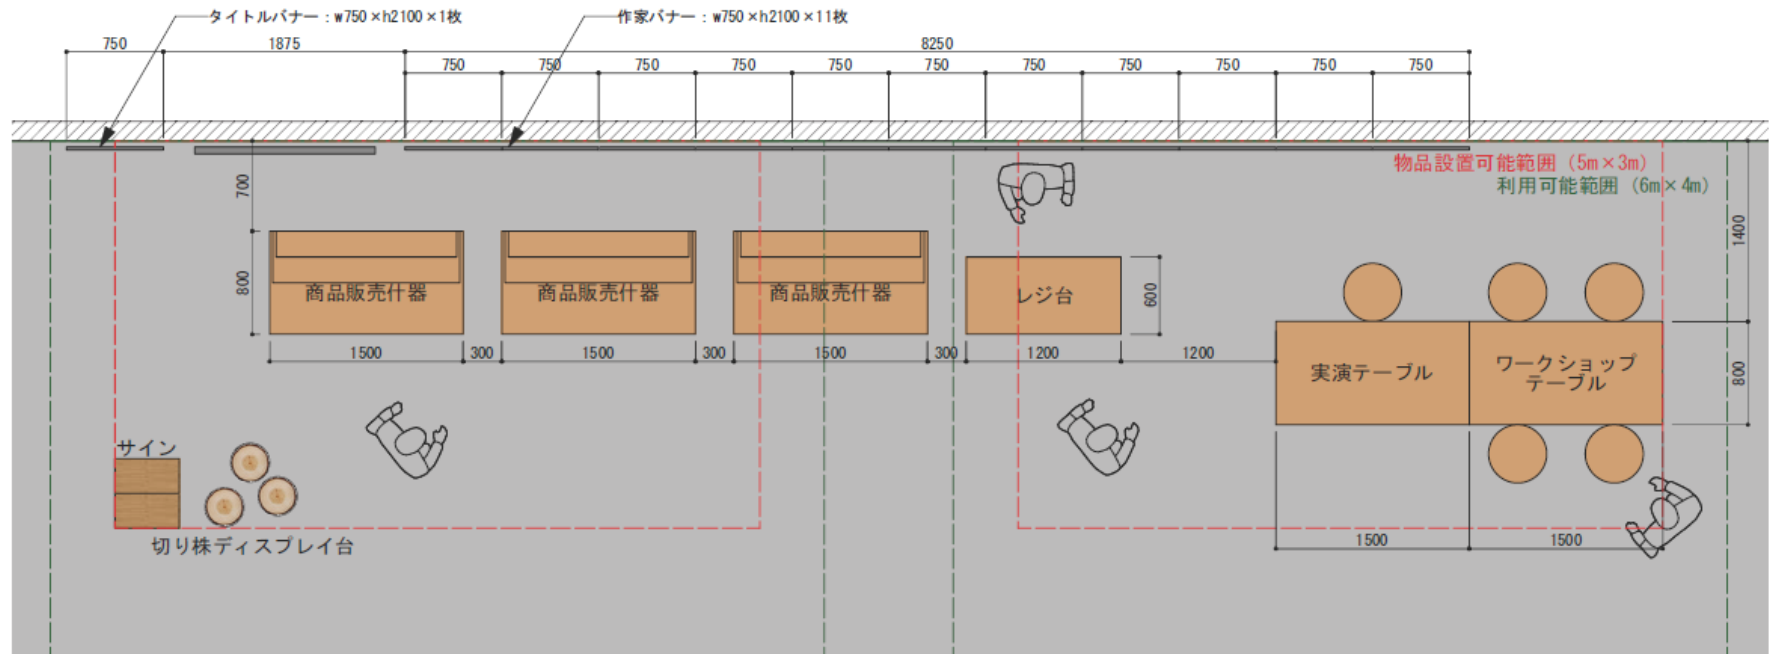 タイトルバナー：w750×h2100×1枚
作家バナー：w750×h2100×11枚
750
1875
8250
750
750
750
750
750
750
750
750
750
750
750
物品設置可能範囲（5m×3m）
利用可能範囲（6m×4m）
700
1400
800
商品販売什器
商品販売什器
商品販売什器
レジ台
600
1500
300
1500
300
1500
300
1200
1200
実演テーブル
ワークショップ
テーブル
800
サイン
切り株ディスプレイ台
1500
1500